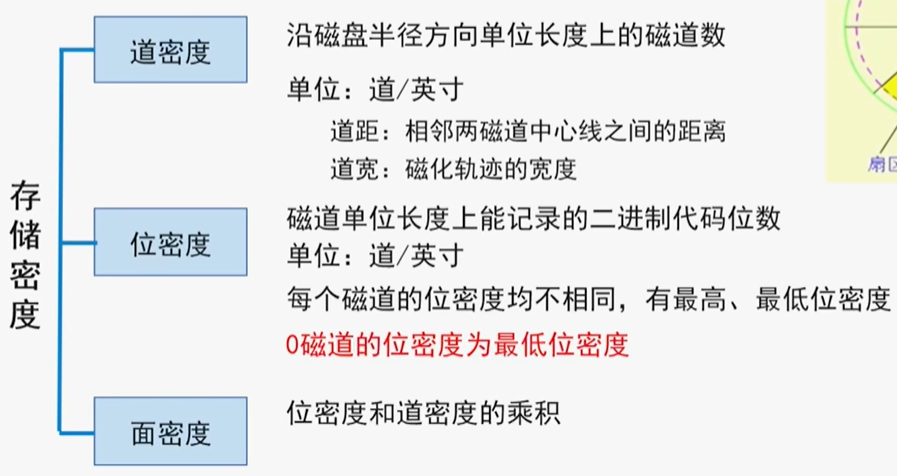 存储密度
道密度
沿磁盘半径方向单位长度上的磁道数
单位：道/英寸
道距：相邻两磁道中心线之间的距离
道宽：磁化轨迹的宽度
位密度
磁道单位长度上能记录的二进制代码位数
单位：道/英寸
每个磁道的位密度均不相同，有最高、最低位密度
0磁道的位密度为最低位密度
面密度
位密度和道密度的乘积
扇区